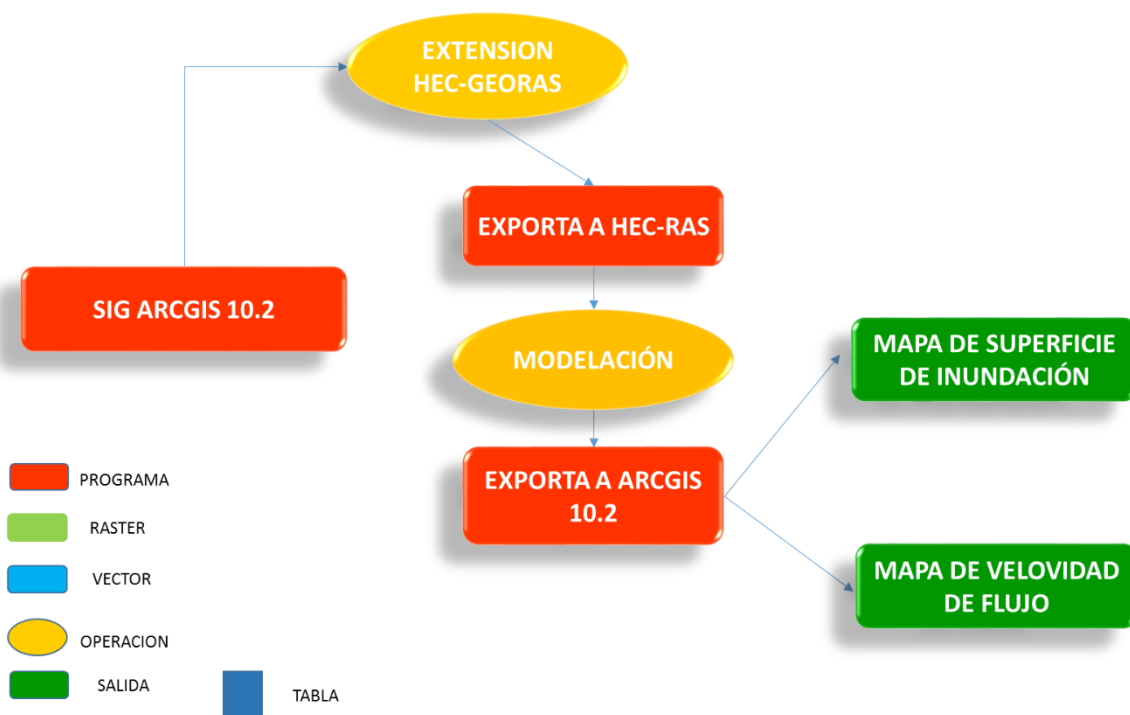 EXTENSION
HEC-GEORAS
EXPORTA A HEC-RAS
SIG ARCGIS 10.2
MODELACIÓN
MAPA DE SUPERFICIE
DE INUNDACIÓN
EXPORTA A ARCGIS
10.2
MAPA DE VELOVIDAD
DE FLUJO
PROGRAMA
RASTER
VECTOR
OPERACION
SALIDA
TABLA